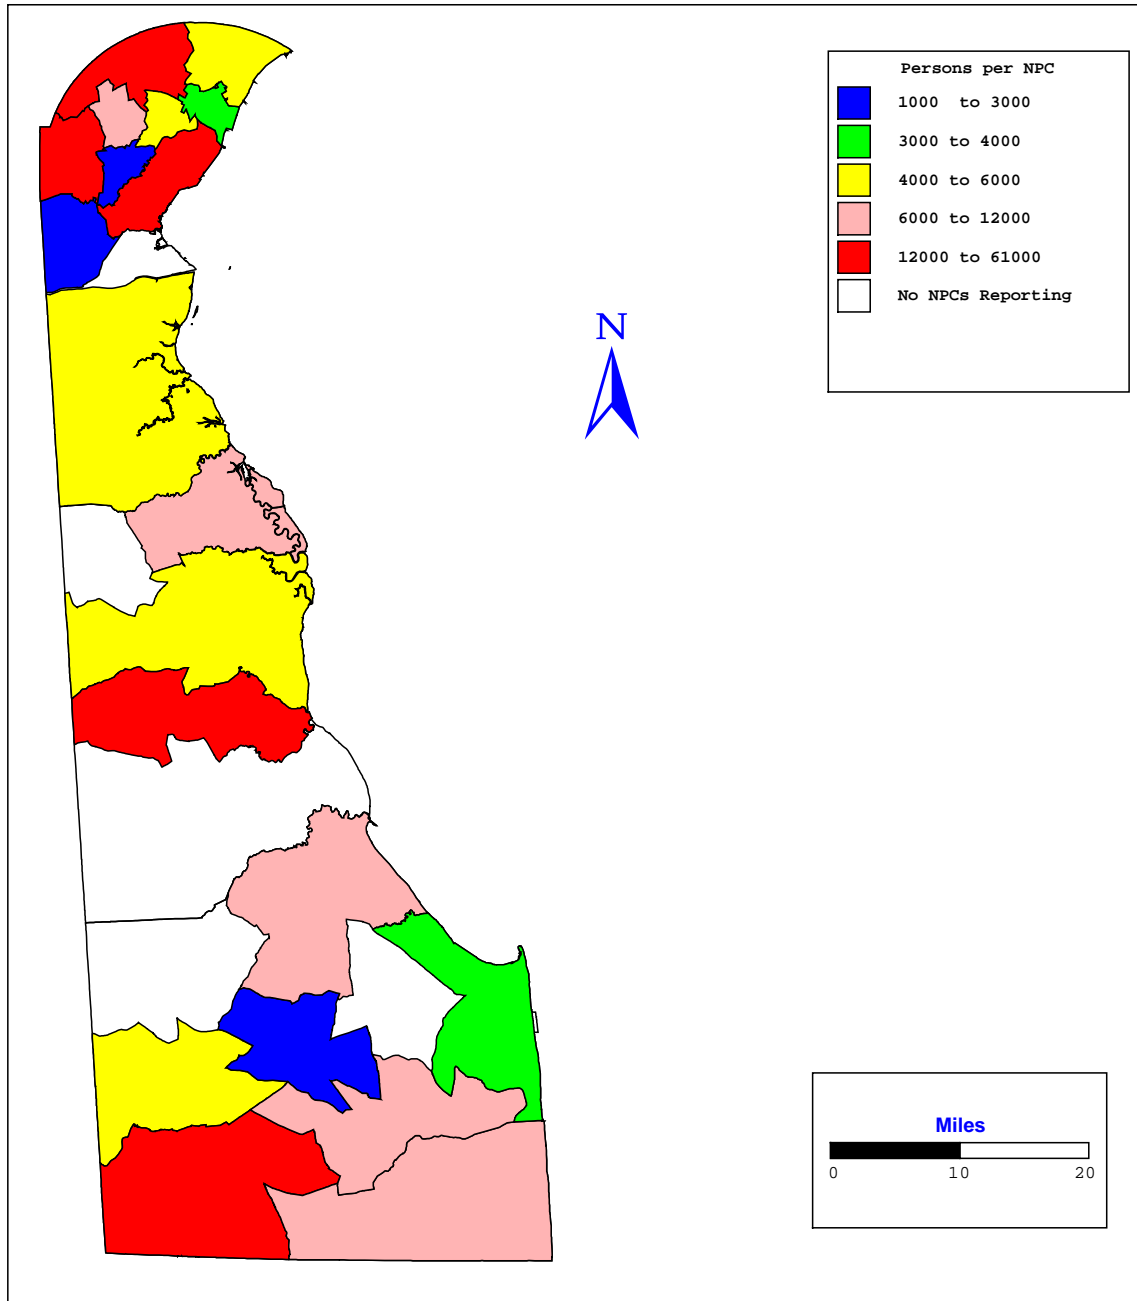 Persons per NPC
1000 to 3000
3000 to 4000
4000 to 6000
6000 to 12000
12000 to 61000
No NPCs Reporting
N
Miles
0 10 20